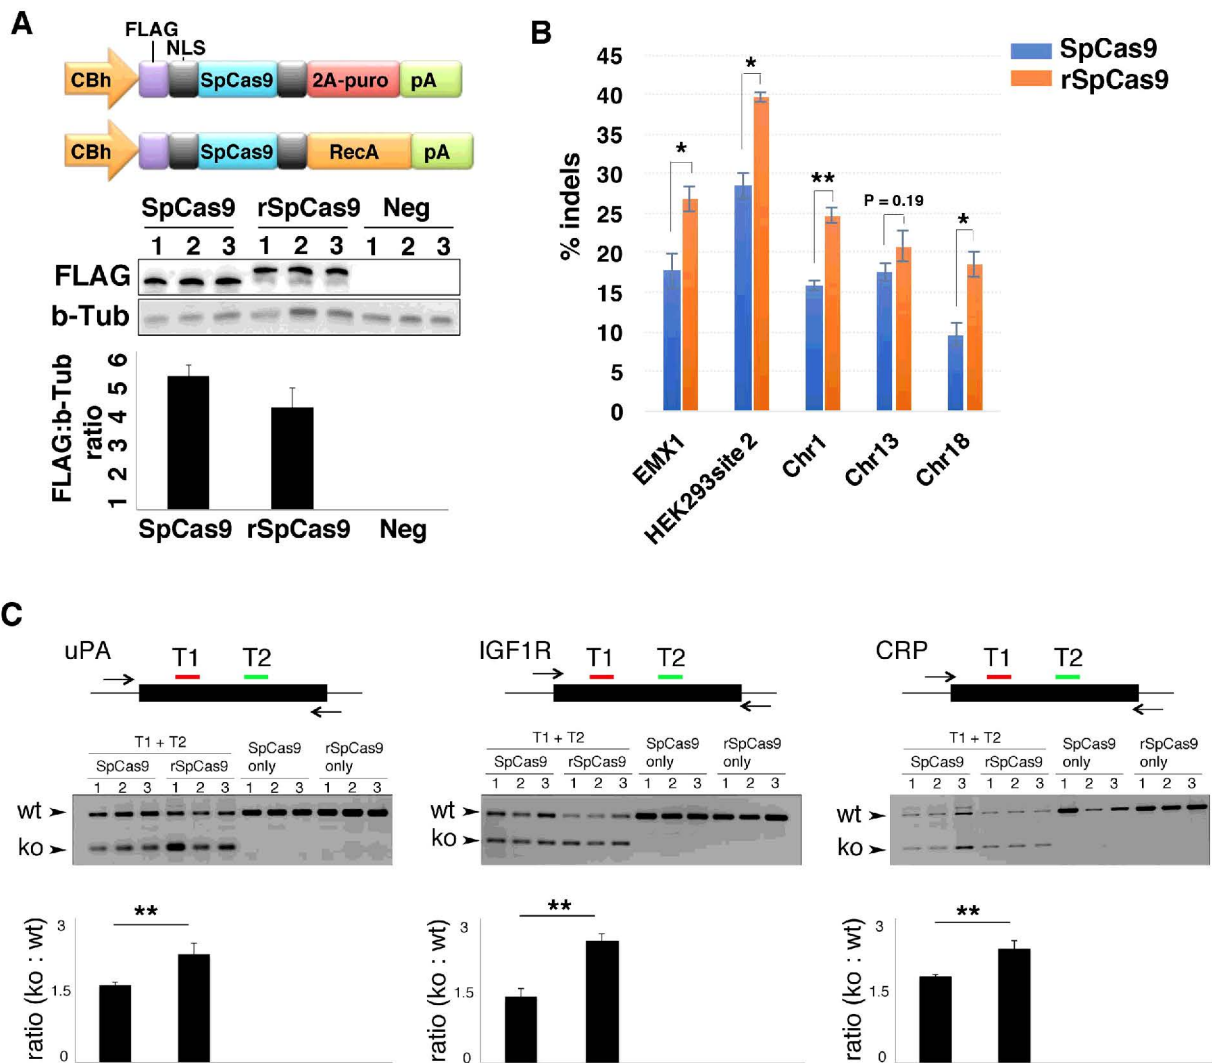 A
FLAG
NLS
CBh SpCas9 2A-puro pA
CBh SpCas9 RecA pA
SpCas9 rSpCas9 Neg
1 2 3 1 2 3 1 2 3
FLAG
b-Tub
FLAG:b-Tub
ratio
6
5
4
3
2
1
SpCas9 rSpCas9 Neg
B
SpCas9
rSpCas9
% indels
45
40
35
30
25
20
15
10
5
0
*
*
**
P = 0.19
*
EMX1
HEK293site 2
Chr1
Chr13
Chr18
C
uPA
T1 T2
T1 + T2
SpCas9 rSpCas9
SpCas9
only
rSpCas9
only
1 2 3 1 2 3 1 2 3 1 2 3
wt
ko
ratio (ko : wt)
3
1.5
0
**
IGF1R
T1 T2
T1 + T2
SpCas9 rSpCas9
SpCas9
only
rSpCas9
only
1 2 3 1 2 3 1 2 3 1 2 3
wt
ko
ratio (ko : wt)
3
1.5
0
**
CRP
T1 T2
T1 + T2
SpCas9 rSpCas9
SpCas9
only
rSpCas9
only
1 2 3 1 2 3 1 2 3 1 2 3
wt
ko
ratio (ko : wt)
3
1.5
0
**